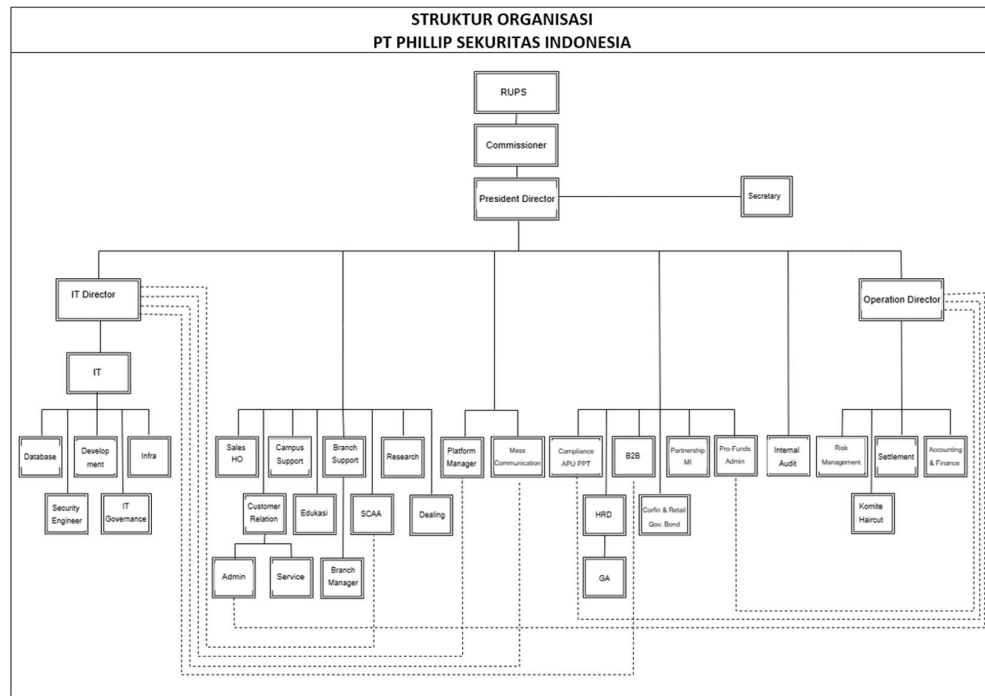 STRUKTUR ORGANISASI
PT PHILLIP SEKURITAS INDONESIA
RUPS
Commissioner
President Director
Secretary
IT Director
Operation Director
IT
Database
Develop
ment
Infra
Security
Engineer
IT
Governance
Sales
HO
Campus
Support
Branch
Support
Research
Customer
Relation
Edukasi
SCAA
Dealing
Admin
Service
Branch
Manager
Platform
Manager
Mass
Communication
Compliance
APU PPT
B2B
Partnership
MI
Pro-Funds
Admin
HRD
Corfin & Retail
Gov. Bond
GA
Internal
Audit
Risk
Management
Settlement
Accounting
& Finance
Komite
Haircut